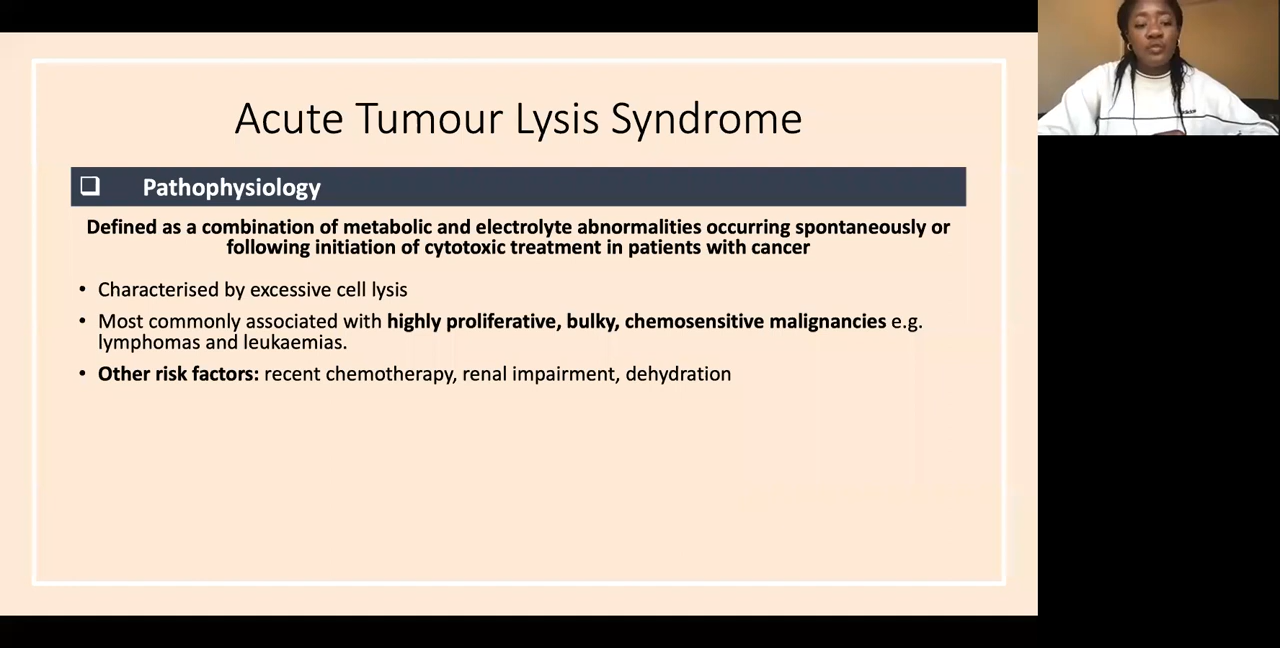 Acute Tumour Lysis Syndrome
Pathophysiology
Defined as a combination of metabolic and electrolyte abnormalities occurring spontaneously or
following initiation of cytotoxic treatment in patients with cancer
• Characterised by excessive cell lysis
• Most commonly associated with highly proliferative, bulky, chemosensitive malignancies e.g.
lymphomas and leukaemias.
• Other risk factors: recent chemotherapy, renal impairment, dehydration